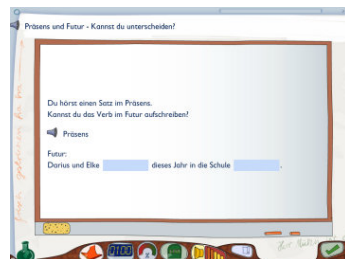 Präsens und Futur - Kannst du unterscheiden?
Du hörst einen Satz im Präsens.
Kannst du das Verb im Futur aufschreiben?
Präsens
Futur:
Darius und Elke dieses Jahr in die Schule .
0100